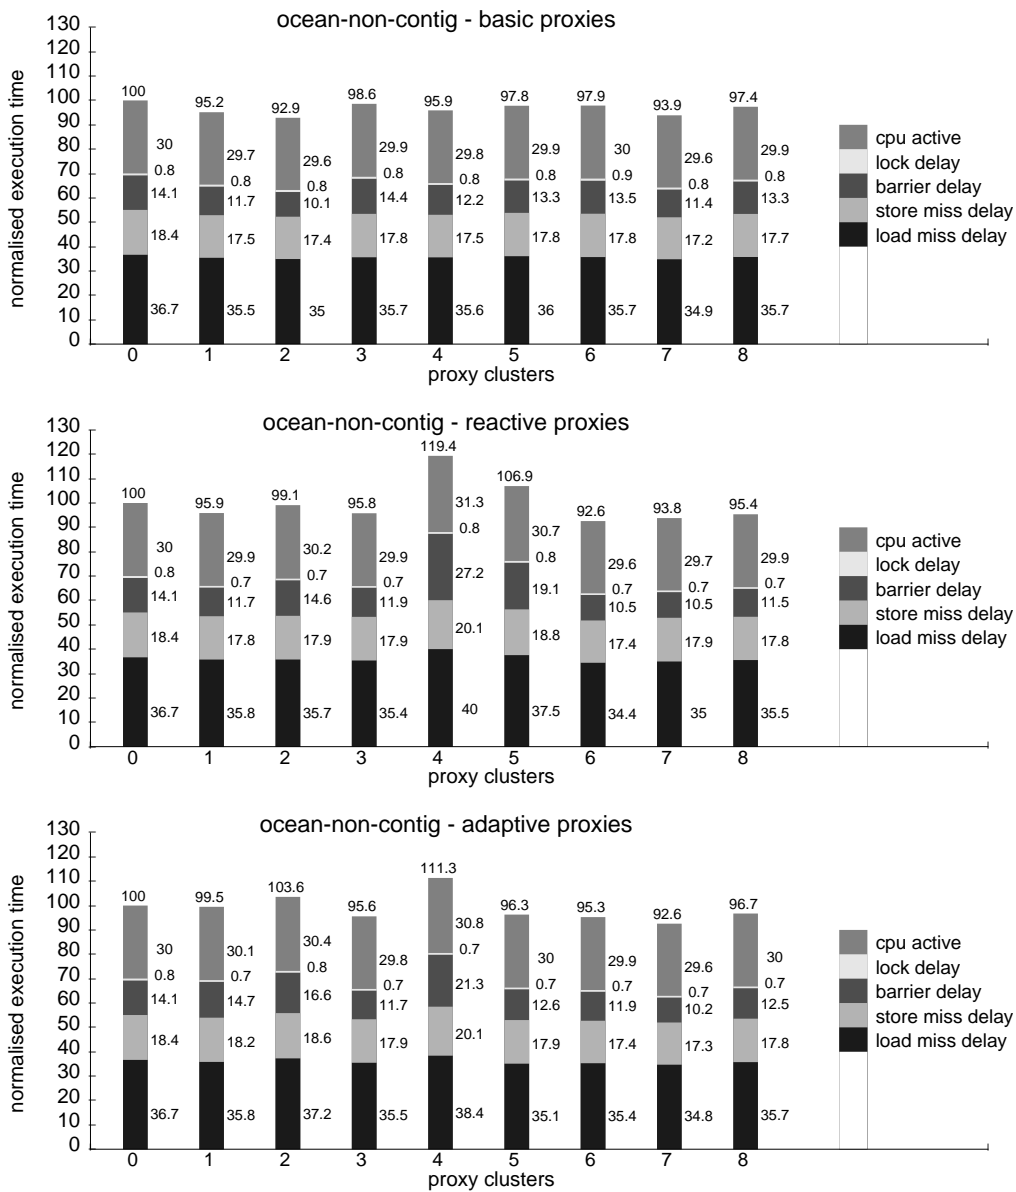 ocean-non-contig - basic proxies
normalised execution time
130
120
110
100
90
80
70
60
50
40
30
20
10
0
100 95.2 92.9 98.6 95.9 97.8 97.9 93.9 97.4
30 29.7 29.6 29.9 29.8 29.9 30 29.6 29.9
0.8 0.8 0.8 0.8 0.8 0.8 0.9 0.8 0.8
14.1 11.7 10.1 14.4 12.2 13.3 13.5 11.4 13.3
18.4 17.5 17.4 17.8 17.5 17.8 17.8 17.2 17.7
36.7 35.5 35 35.7 35.6 36 35.7 34.9 35.7
0 1 2 3 4 5 6 7 8
proxy clusters
cpu active
lock delay
barrier delay
store miss delay
load miss delay
ocean-non-contig - reactive proxies
normalised execution time
130
120
110
100
90
80
70
60
50
40
30
20
10
0
100 95.9 99.1 95.8 119.4 106.9 92.6 93.8 95.4
30 29.9 30.2 29.9 31.3 30.7 29.6 29.7 29.9
0.8 0.7 0.7 0.7 0.8 0.8 0.7 0.7 0.7
14.1 11.7 14.6 11.9 27.2 19.1 10.5 10.5 11.5
18.4 17.8 17.9 17.9 20.1 18.8 17.4 17.9 17.8
36.7 35.8 35.7 35.4 40 37.5 34.4 35 35.5
0 1 2 3 4 5 6 7 8
proxy clusters
cpu active
lock delay
barrier delay
store miss delay
load miss delay
ocean-non-contig - adaptive proxies
normalised execution time
130
120
110
100
90
80
70
60
50
40
30
20
10
0
100 99.5 103.6 95.6 111.3 96.3 95.3 92.6 96.7
30 30.1 30.4 29.8 30.8 30 29.9 29.6 30
0.8 0.7 0.8 0.7 0.7 0.7 0.7 0.7 0.7
14.1 14.7 16.6 11.7 21.3 12.6 11.9 10.2 12.5
18.4 18.2 18.6 17.9 20.1 17.9 17.4 17.3 17.8
36.7 35.8 37.2 35.5 38.4 35.1 35.4 34.8 35.7
0 1 2 3 4 5 6 7 8
proxy clusters
cpu active
lock delay
barrier delay
store miss delay
load miss delay